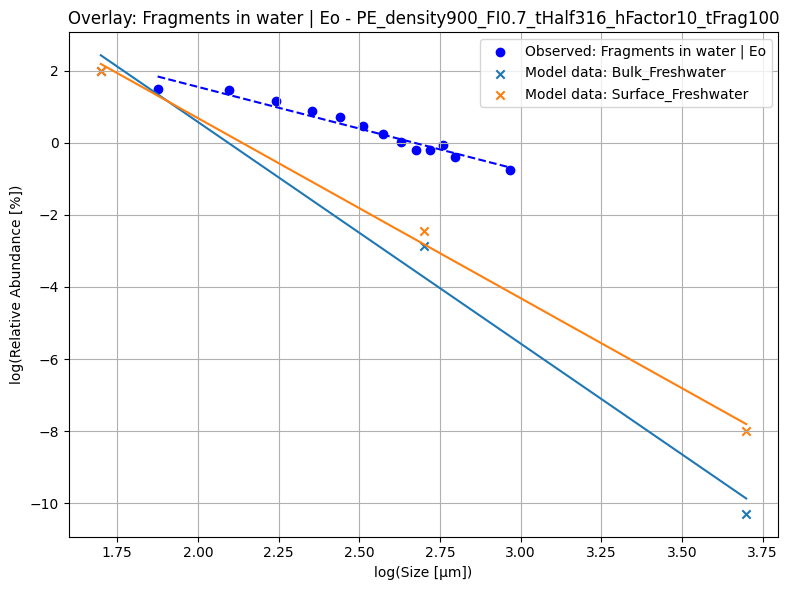 Overlay: Fragments in water | Eo - PE_density900_FI0.7_tHalf316_hFactor10_tFrag100
Observed: Fragments in water | Eo
Model data: Bulk_Freshwater
Model data: Surface_Freshwater
log(Relative Abundance [%])
2
0
−2
−4
−6
−8
−10
1.75
2.00
2.25
2.50
2.75
3.00
3.25
3.50
3.75
log(Size [µm])